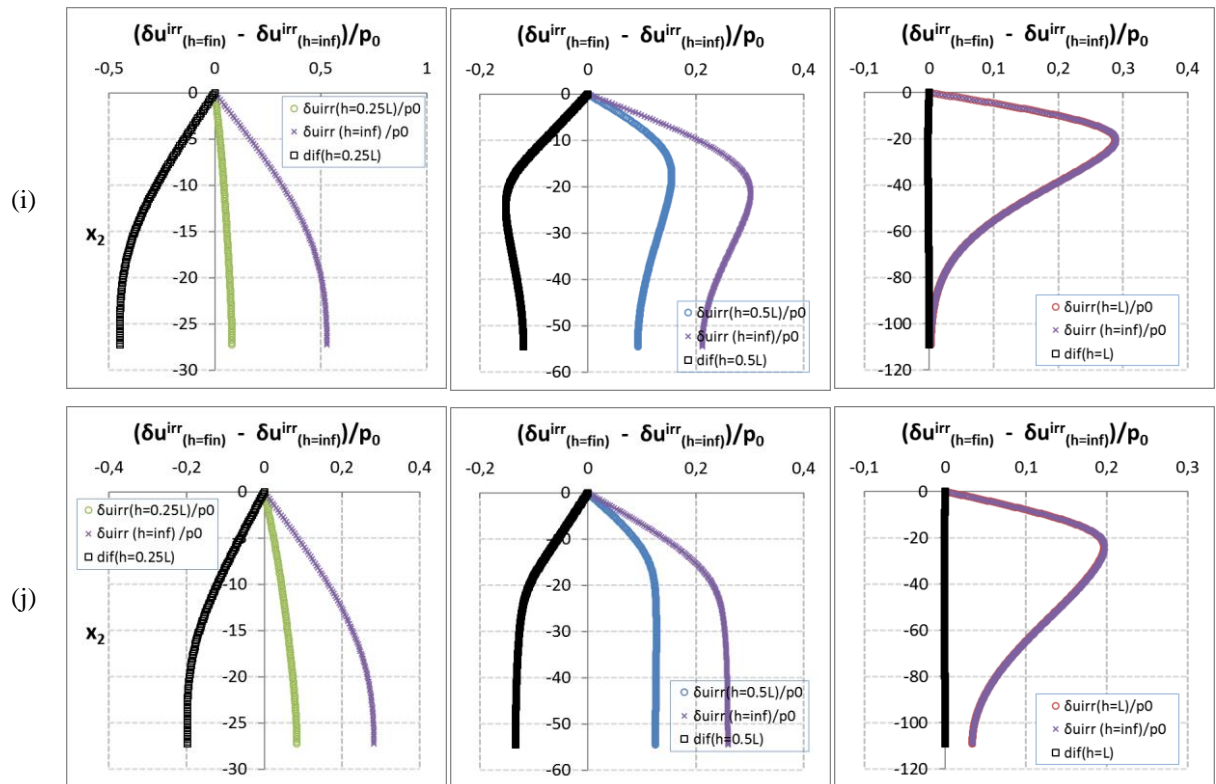 (i)
(δu^irr_(h=fin) - δu^irr_(h=inf))/p₀
-0,5 0 0,5 1
0
-5
-10
-15
-20
-25
-30
x₂
δuirr(h=0.25L)/p0
δuirr (h=inf) /p0
dif(h=0.25L)
(δu^irr_(h=fin) - δu^irr_(h=inf))/p₀
-0,2 0 0,2 0,4
0
-10
-20
-30
-40
-50
-60
δuirr(h=0.5L)/p0
δuirr (h=inf)/p0
dif(h=0.5L)
(δu^irr_(h=fin) - δu^irr_(h=inf))/p₀
-0,1 0 0,1 0,2 0,3 0,4
0
-20
-40
-60
-80
-100
-120
δuirr(h=L)/p0
δuirr (h=inf)/p0
dif(h=L)
(j)
(δu^irr_(h=fin) - δu^irr_(h=inf))/p₀
-0,4 -0,2 0 0,2 0,4
0
-5
-10
-15
-20
-25
-30
x₂
δuirr(h=0.25L)/p0
δuirr (h=inf) /p0
dif(h=0.25L)
(δu^irr_(h=fin) - δu^irr_(h=inf))/p₀
-0,2 0 0,2 0,4
0
-10
-20
-30
-40
-50
-60
δuirr(h=0.5L)/p0
δuirr (h=inf)/p0
dif(h=0.5L)
(δu^irr_(h=fin) - δu^irr_(h=inf))/p₀
-0,1 0 0,1 0,2 0,3
0
-20
-40
-60
-80
-100
-120
δuirr(h=L)/p0
δuirr (h=inf)/p0
dif(h=L)